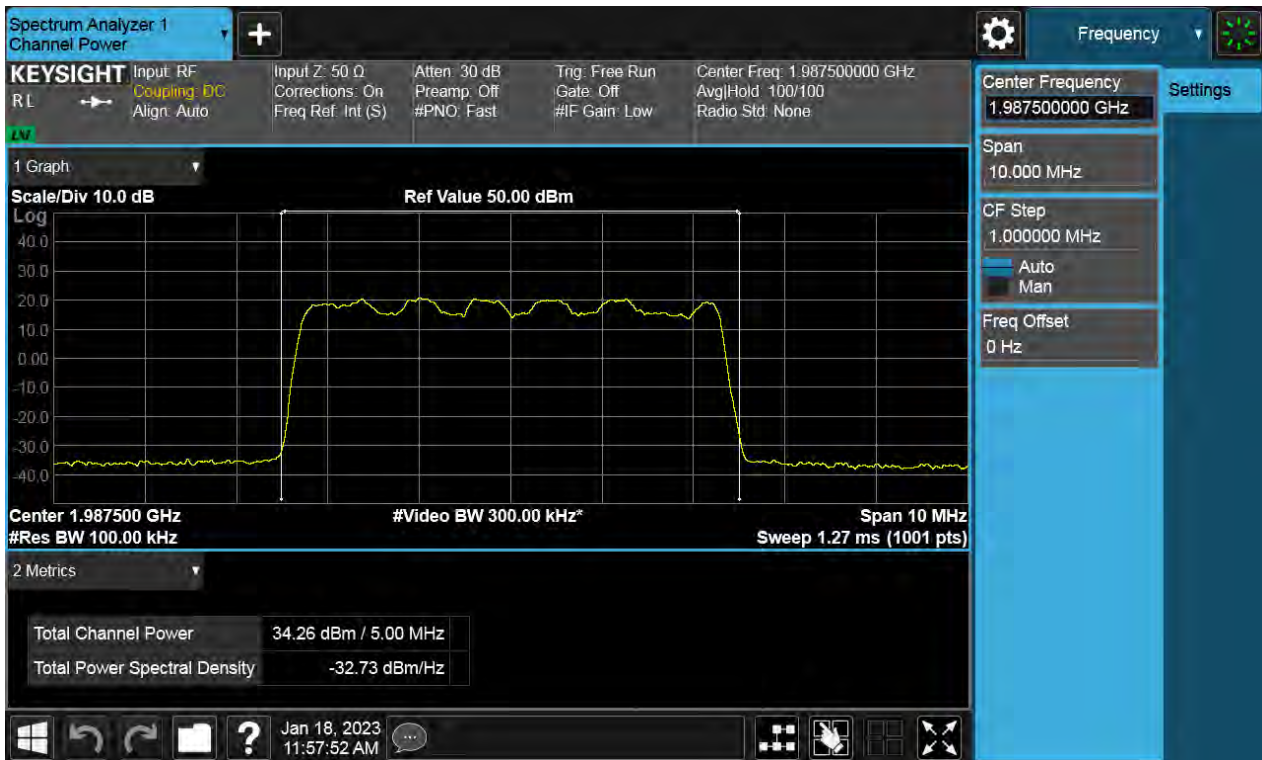 Spectrum Analyzer 1
Channel Power
+
Frequency
KEYSIGHT
RL
LXI
Input: RF
Coupling: DC
Align: Auto
Input Z: 50 Ω
Corrections: On
Freq Ref: Int (S)
Atten: 30 dB
Preamp: Off
#PNO: Fast
Trig: Free Run
Gate: Off
#IF Gain: Low
Center Freq: 1.987500000 GHz
Avg|Hold: 100/100
Radio Std: None
Center Frequency
1.987500000 GHz
Settings
Span
10.000 MHz
CF Step
1.000000 MHz
Auto
Man
Freq Offset
0 Hz
1 Graph
Scale/Div 10.0 dB
Ref Value 50.00 dBm
Log
40.0
30.0
20.0
10.0
0.00
-10.0
-20.0
-30.0
-40.0
Center 1.987500 GHz
#Video BW 300.00 kHz*
Span 10 MHz
#Res BW 100.00 kHz
Sweep 1.27 ms (1001 pts)
2 Metrics
Total Channel Power
34.26 dBm / 5.00 MHz
Total Power Spectral Density
-32.73 dBm/Hz
?
Jan 18, 2023
11:57:52 AM